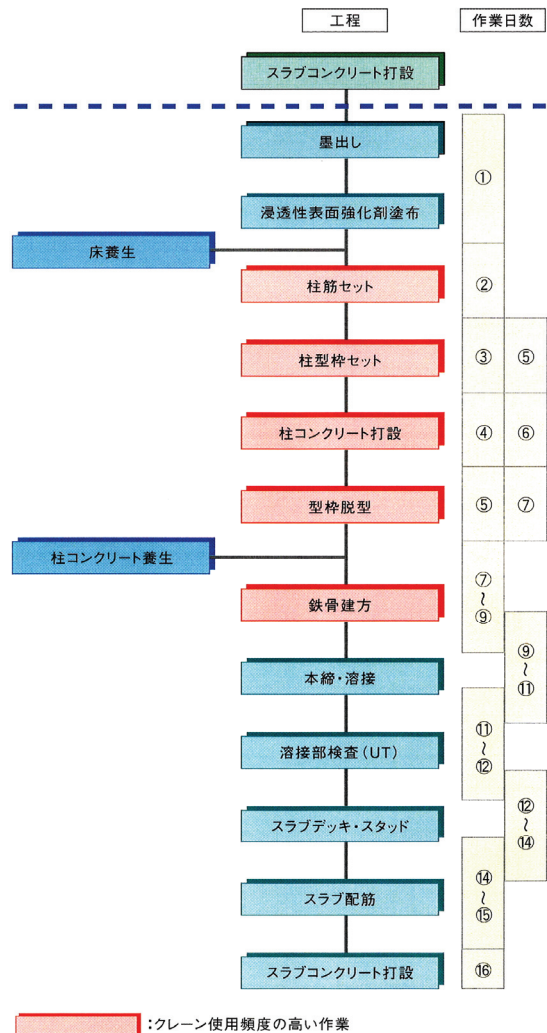 工程 作業日数
スラブコンクリート打設
墨出し
①
浸透性表面強化剤塗布
床養生
柱筋セット ②
柱型枠セット ③ ⑤
柱コンクリート打設 ④ ⑥
型枠脱型 ⑤ ⑦
柱コンクリート養生
⑦
~
⑨
鉄骨建方
⑨
~
⑪
本締・溶接
⑪
~
⑫
溶接部検査(UT)
⑫
~
⑭
スラブデッキ・スタッド
⑭
~
⑮
スラブ配筋
スラブコンクリート打設 ⑯
:クレーン使用頻度の高い作業